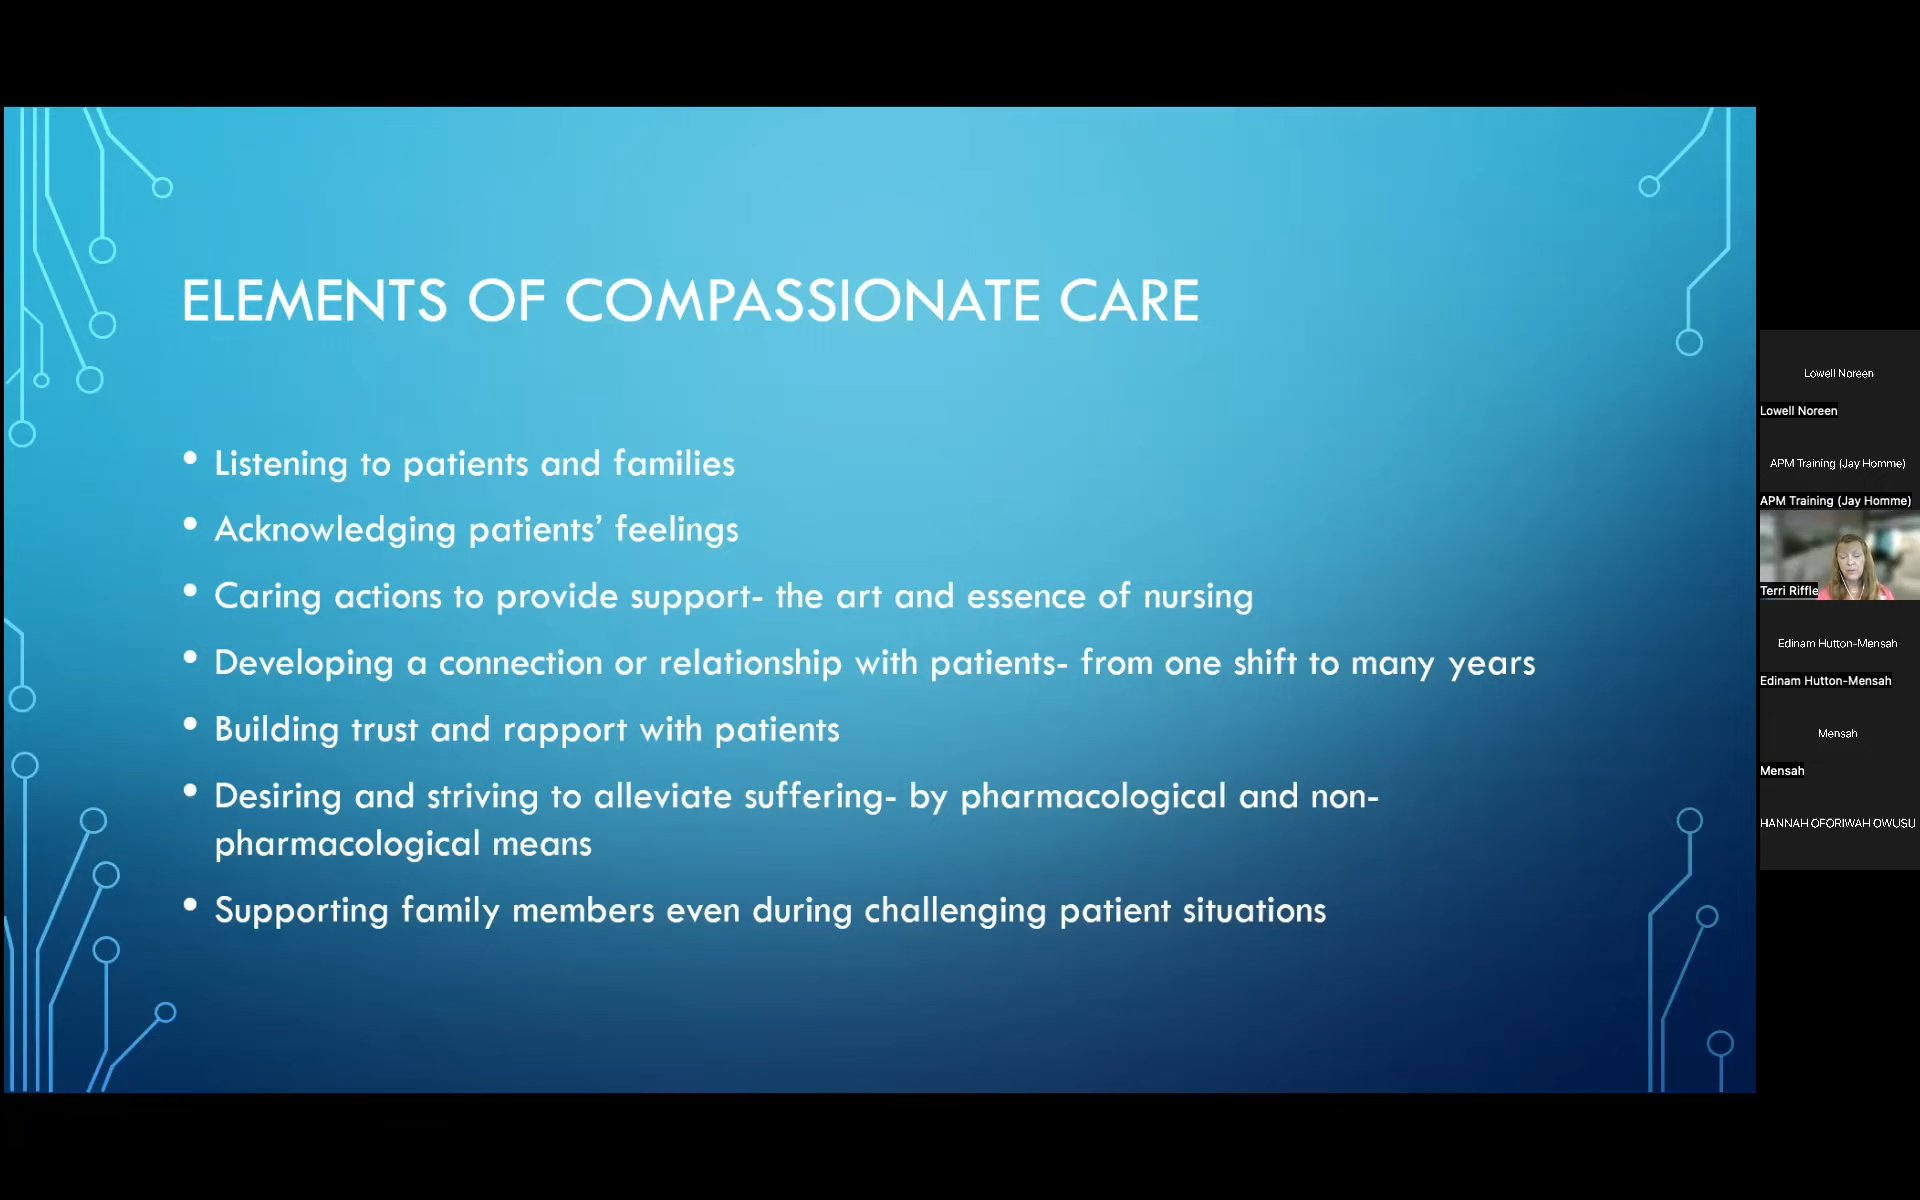 ELEMENTS OF COMPASSIONATE CARE
• Listening to patients and families
• Acknowledging patients’ feelings
• Caring actions to provide support- the art and essence of nursing
• Developing a connection or relationship with patients- from one shift to many years
• Building trust and rapport with patients
• Desiring and striving to alleviate suffering- by pharmacological and non-
pharmacological means
• Supporting family members even during challenging patient situations
Lowell Noreen
Lowell Noreen
APM Training (Jay Homme)
APM Training (Jay Homme)
Terri Riffle
Edinam Hutton-Mensah
Edinam Hutton-Mensah
Mensah
Mensah
HANNAH OFORIWAH OWUSU